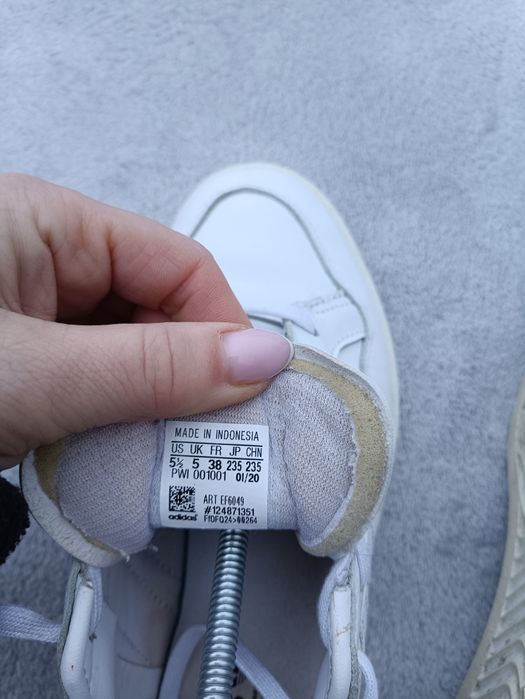 MADE IN INDONESIA
US UK FR JP CHN
5½ 5 38 235 235
PWI 001001 01/20
ART EF6049
#124871351
adidas FIDFQ24>00264